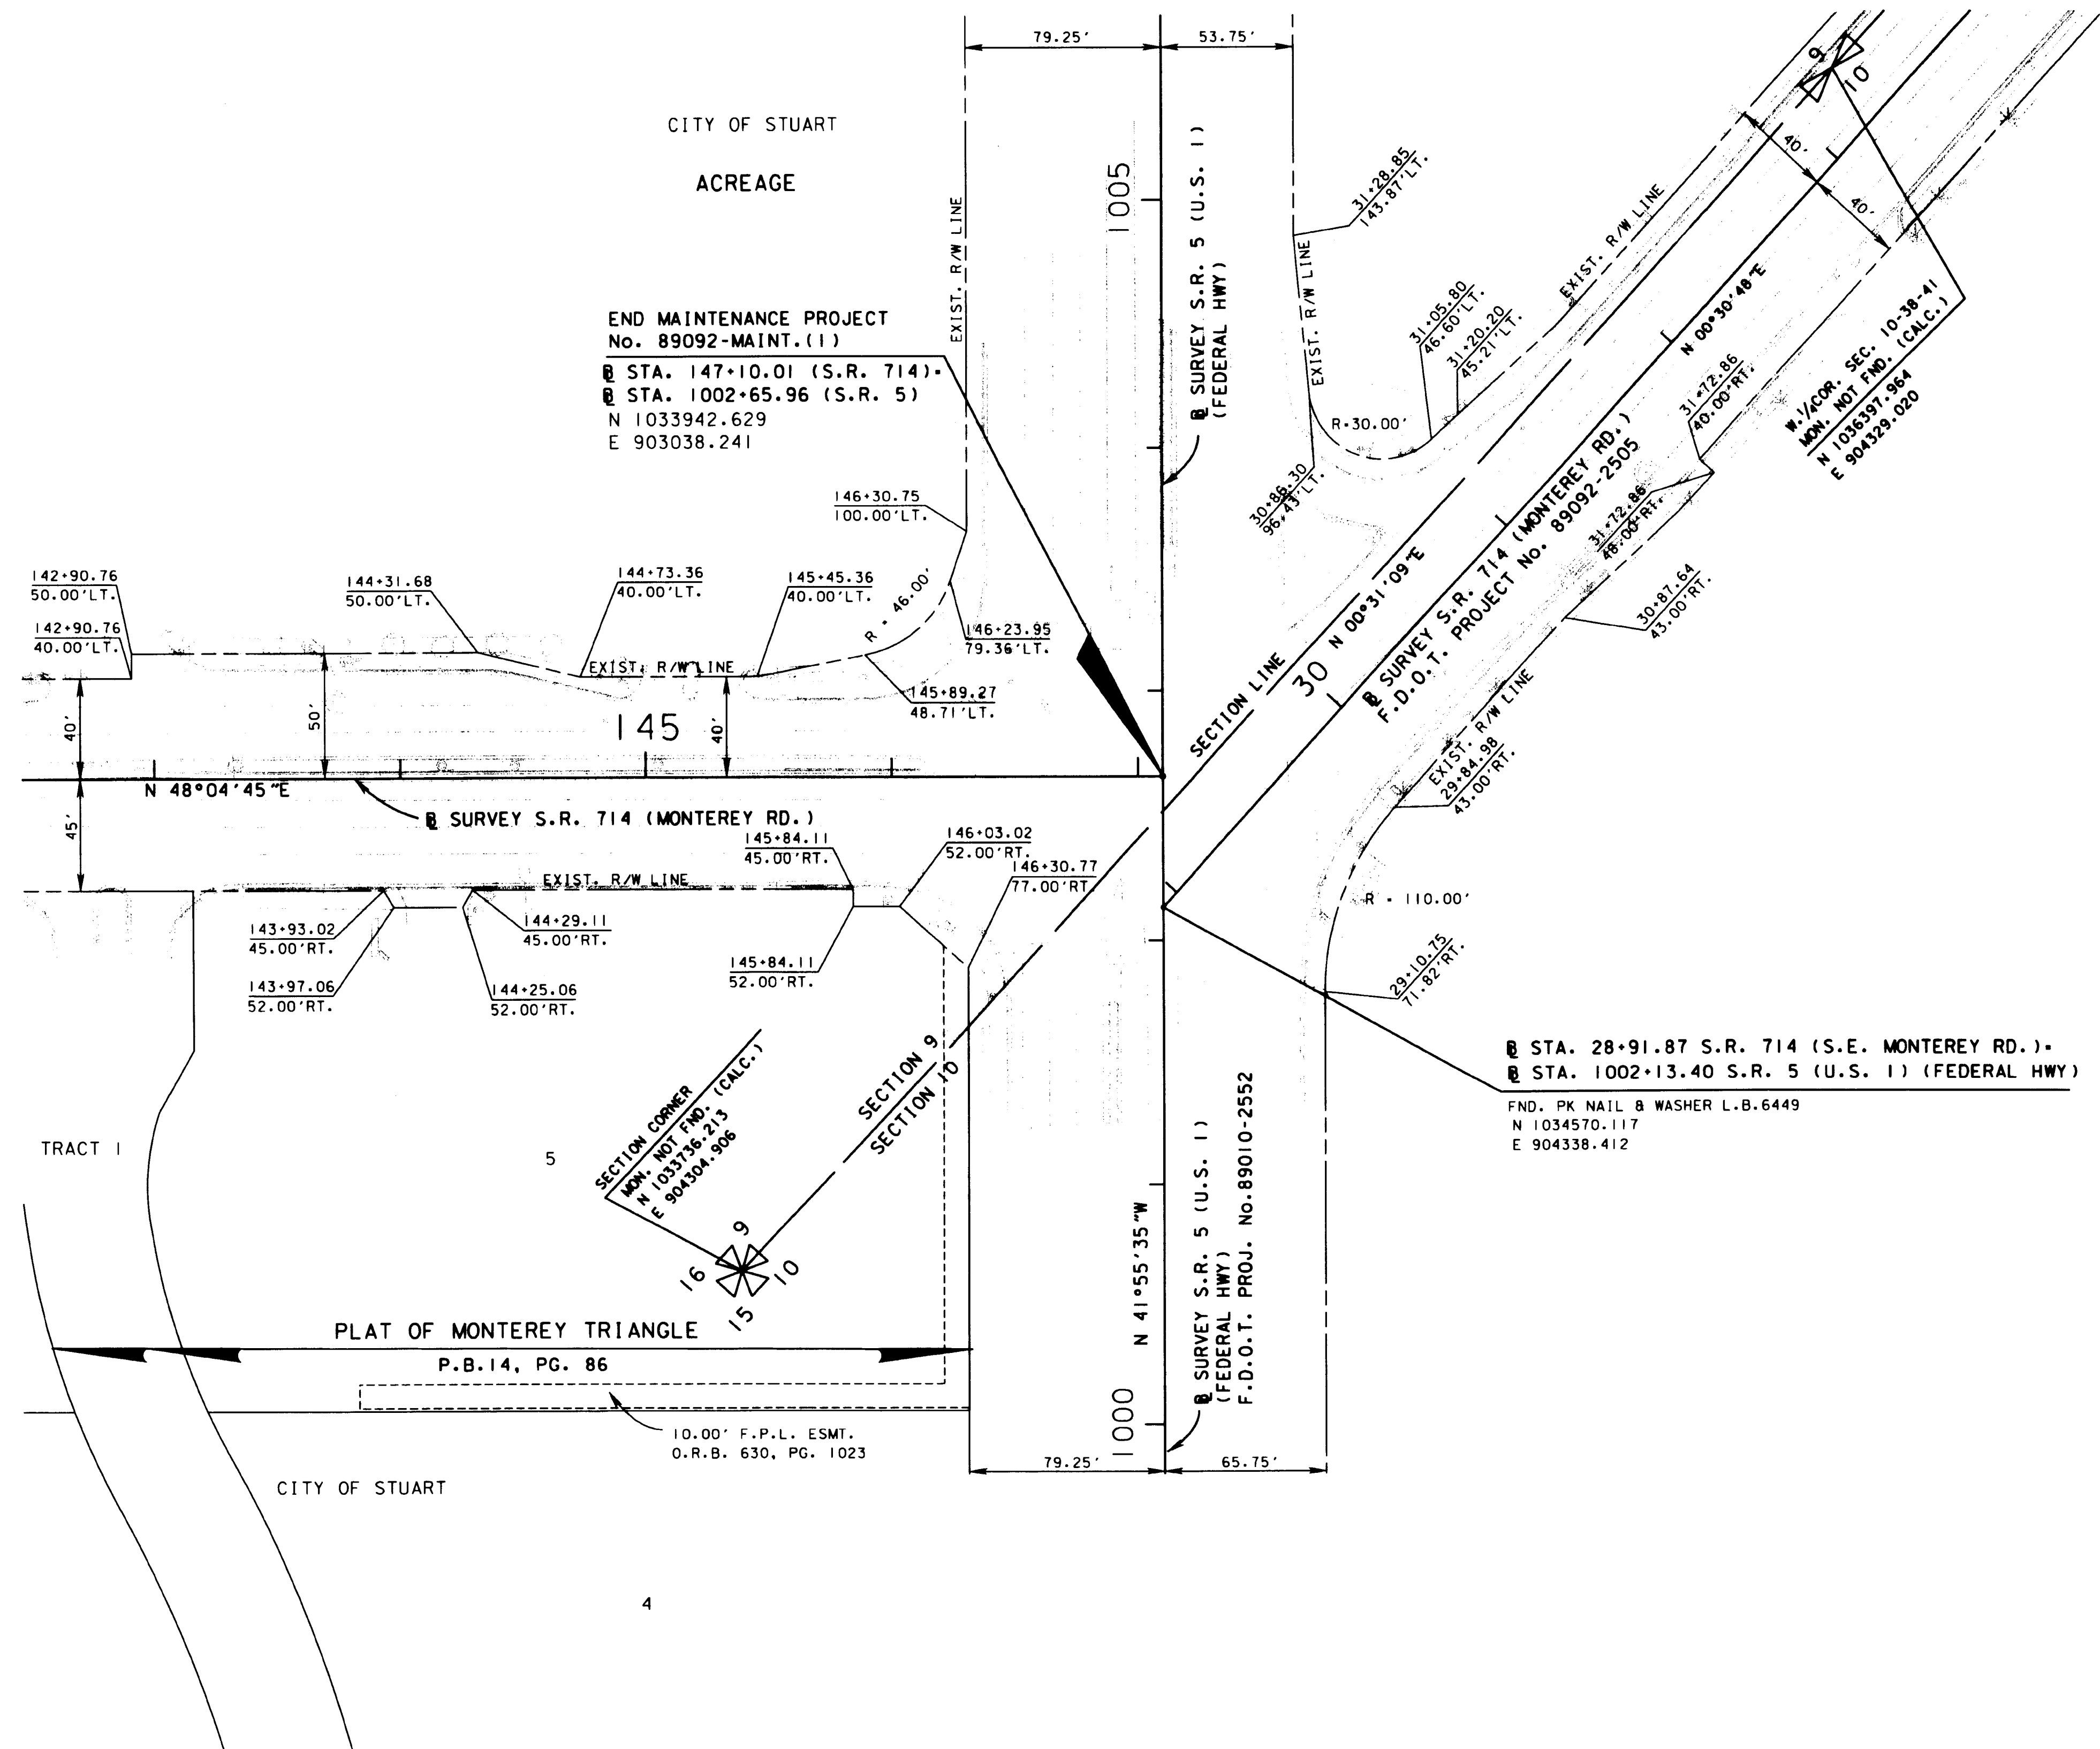 79.25'
53.75'
CITY OF STUART
ACREAGE
EXIST. R/W LINE
1005
℄ SURVEY S.R. 5 (U.S. 1)
(FEDERAL HWY)
EXIST. R/W LINE
31+28.85
143.87'LT.
31+05.80
46.60'LT.
31+20.20
45.21'LT.
R=30.00'
30+86.30
96.43'LT.
EXIST. R/W LINE
9
10
40'
40'
N 00°30'48"E
W. 1/4 COR. SEC. 10-38-41
MON. NOT FND. (CALC.)
N 1036397.964
E 904329.020
31+72.86
40.00'RT.
31+72.86
48.00'RT.
30+87.64
43.00'RT.
END MAINTENANCE PROJECT
No. 89092-MAINT.(1)
℄ STA. 147+10.01 (S.R. 714)=
℄ STA. 1002+65.96 (S.R. 5)
N 1033942.629
E 903038.241
146+30.75
100.00'LT.
142+90.76
50.00'LT.
142+90.76
40.00'LT.
144+31.68
50.00'LT.
144+73.36
40.00'LT.
145+45.36
40.00'LT.
R = 46.00'
146+23.95
79.36'LT.
145+89.27
48.71'LT.
EXIST. R/W LINE
40'
50'
145
40'
N 48°04'45"E
45'
℄ SURVEY S.R. 714 (MONTEREY RD.)
SECTION LINE
30
N 00°31'09"E
℄ SURVEY S.R. 714 (MONTEREY RD.)
F.D.O.T. PROJECT No. 89092-2505
EXIST. R/W LINE
29+84.98
43.00'RT.
R = 110.00'
29+10.75
71.82'RT.
145+84.11
45.00'RT.
146+03.02
52.00'RT.
146+30.77
77.00'RT.
EXIST. R/W LINE
143+93.02
45.00'RT.
144+29.11
45.00'RT.
143+97.06
52.00'RT.
144+25.06
52.00'RT.
145+84.11
52.00'RT.
℄ STA. 28+91.87 S.R. 714 (S.E. MONTEREY RD.)=
℄ STA. 1002+13.40 S.R. 5 (U.S. 1) (FEDERAL HWY)
FND. PK NAIL & WASHER L.B.6449
N 1034570.117
E 904338.412
SECTION 9
SECTION 10
SECTION CORNER
MON. NOT FND. (CALC.)
N 1033736.213
E 904304.906
TRACT 1
5
9
16
10
15
PLAT OF MONTEREY TRIANGLE
P.B.14, PG. 86
N 41°55'35"W
℄ SURVEY S.R. 5 (U.S. 1)
(FEDERAL HWY)
F.D.O.T. PROJ. No.89010-2552
1000
10.00' F.P.L. ESMT.
O.R.B. 630, PG. 1023
79.25'
65.75'
CITY OF STUART
4